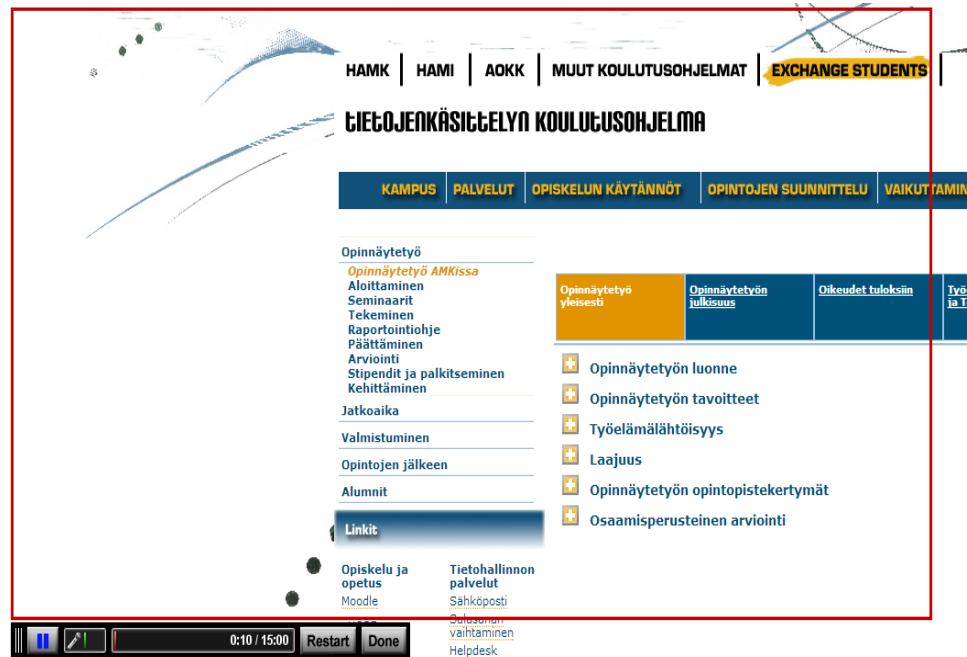 HAMK HAMI AOKK MUUT KOULUTUSOHJELMAT EXCHANGE STUDENTS
TIETOJENKÄSITTELYN KOULUTUSOHJELMA
KAMPUS PALVELUT OPISKELUN KÄYTÄNNÖT OPINTOJEN SUUNNITTELU
Opinnäytetyö
Opinnäytetyö AMKissa
Aloittaminen
Seminaarit
Tekeminen
Raportointiohje
Päättäminen
Arviointi
Stipendit ja palkitseminen
Kehittäminen
Jatkoaika
Valmistuminen
Opintojen jälkeen
Alumnit
Linkit
Opiskelu ja
opetus
Moodle
Tietohallinnon
palvelut
Sähköposti
Salasanan
vaihtaminen
Helpdesk
Opinnäytetyö
yleisesti
Opinnäytetyön
julkisuus
Oikeudet tuloksiin
Opinnäytetyön luonne
Opinnäytetyön tavoitteet
Työelämälähtöisyys
Laajuus
Opinnäytetyön opintopistekertymät
Osaamisperusteinen arviointi
0:10 / 15:00 Restart Done